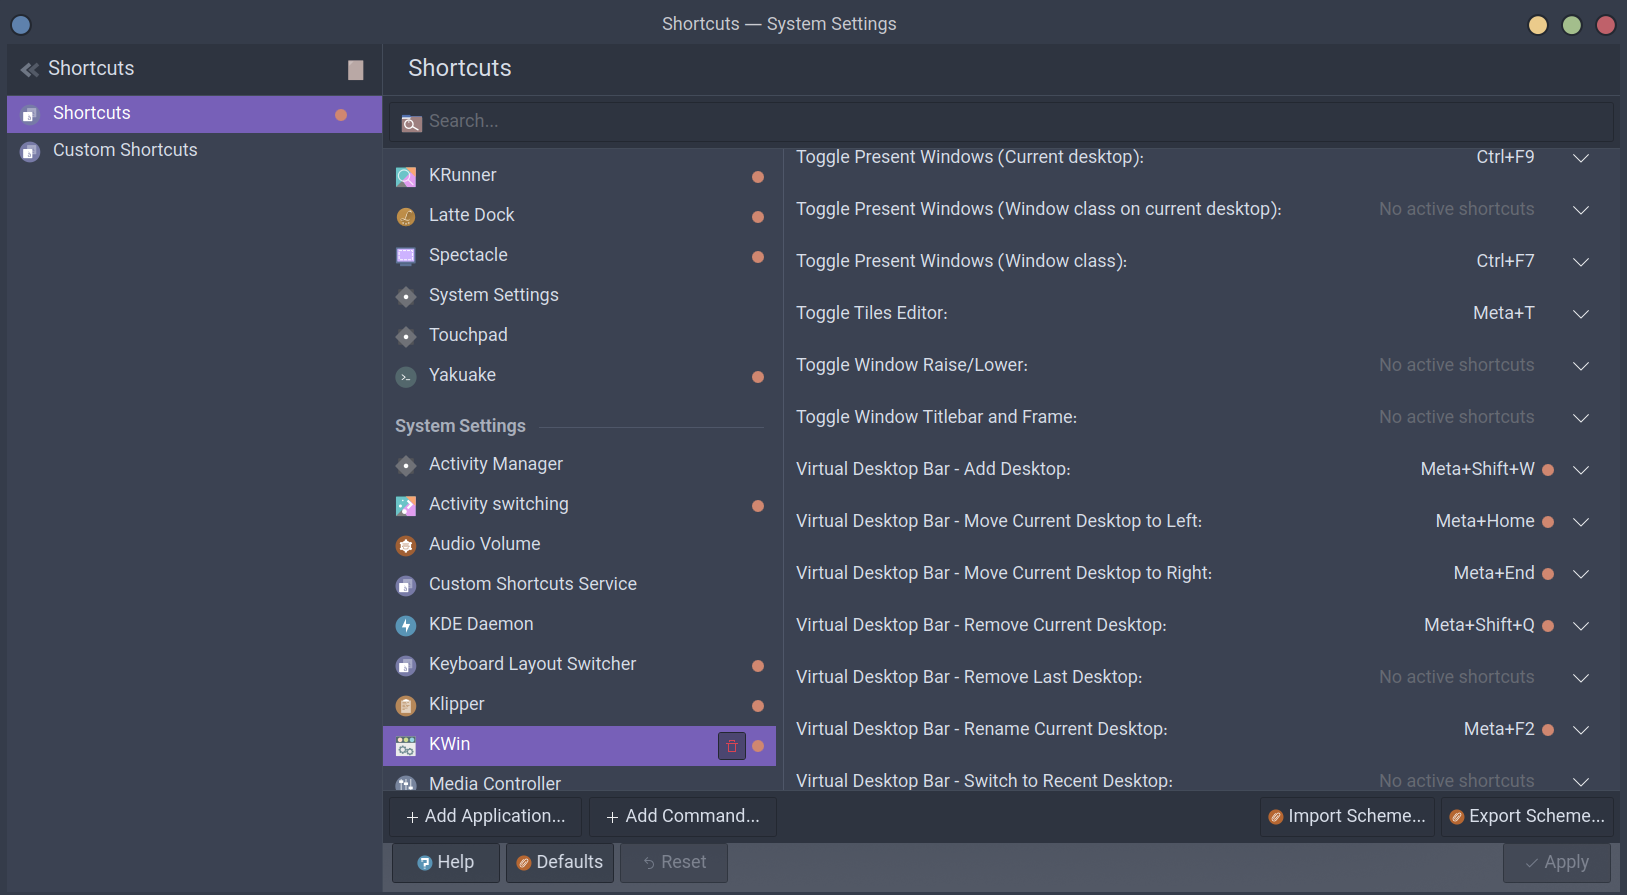 Shortcuts — System Settings
Shortcuts
Shortcuts
Custom Shortcuts
Shortcuts
Search...
KRunner
Latte Dock
Spectacle
System Settings
Touchpad
Yakuake
System Settings
Activity Manager
Activity switching
Audio Volume
Custom Shortcuts Service
KDE Daemon
Keyboard Layout Switcher
Klipper
KWin
Media Controller
Toggle Present Windows (Current desktop): Ctrl+F9
Toggle Present Windows (Window class on current desktop): No active shortcuts
Toggle Present Windows (Window class): Ctrl+F7
Toggle Tiles Editor: Meta+T
Toggle Window Raise/Lower: No active shortcuts
Toggle Window Titlebar and Frame: No active shortcuts
Virtual Desktop Bar - Add Desktop: Meta+Shift+W
Virtual Desktop Bar - Move Current Desktop to Left: Meta+Home
Virtual Desktop Bar - Move Current Desktop to Right: Meta+End
Virtual Desktop Bar - Remove Current Desktop: Meta+Shift+Q
Virtual Desktop Bar - Remove Last Desktop: No active shortcuts
Virtual Desktop Bar - Rename Current Desktop: Meta+F2
Virtual Desktop Bar - Switch to Recent Desktop: No active shortcuts
+ Add Application... + Add Command... Import Scheme... Export Scheme...
Help Defaults Reset Apply